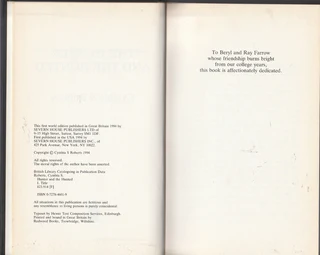 This first world edition published in Great Britain 1994 by
SEVERN HOUSE PUBLISHERS LTD of
9-15 High Street, Sutton, Surrey SM1 1DF.
First published in the USA 1994 by
SEVERN HOUSE PUBLISHERS INC., of
425 Park Avenue, New York, NY 10022.
Copyright © Cynthia S Roberts 1994
All rights reserved.
The moral rights of the author have been asserted.
British Library Cataloguing in Publication Data
Roberts, Cynthia S.
and the
I. Title
ISBN
All situations in this publication are fictitious and
any resemblance to living persons is purely coincidental.
Typeset by Hewer Text Composition Services, Edinburgh.
Printed and bound in Great Britain by
Redwood Books, Trowbridge, Wiltshire.
To Beryl and Ray Farrow
whose friendship burns bright
from our college years,
this book is affectionately dedicated.